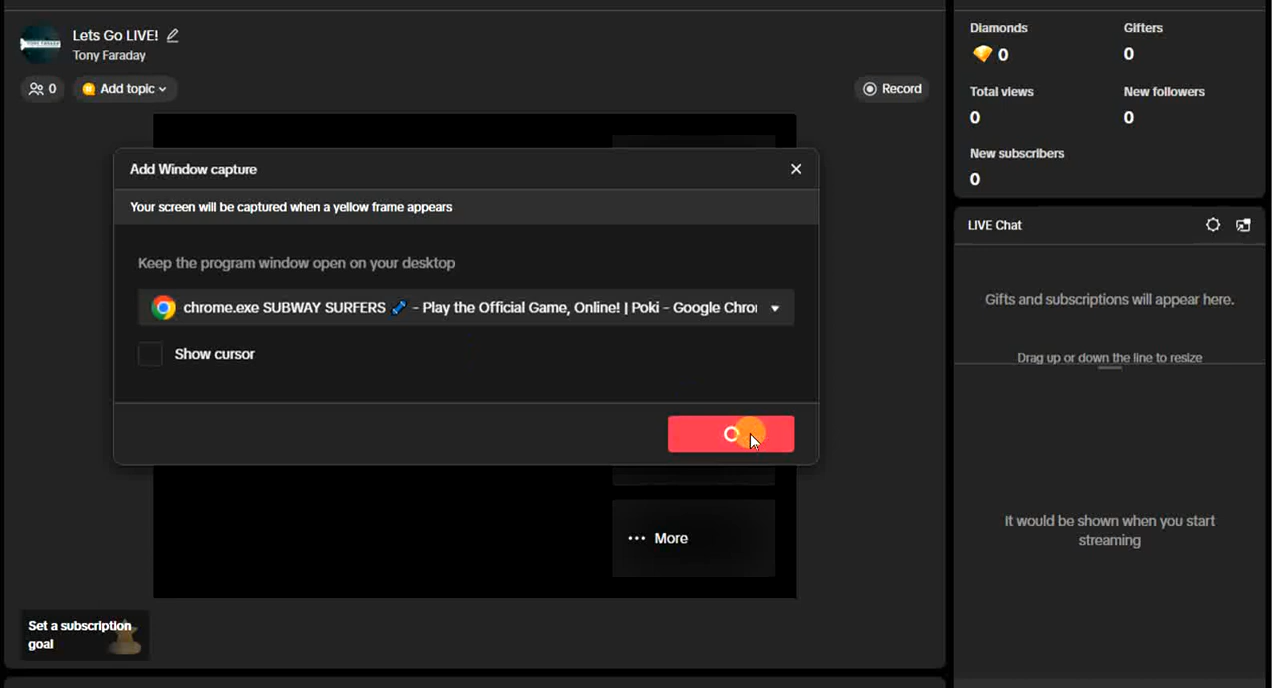 Lets Go LIVE!
Tony Faraday
0
Add topic
Record
Add Window capture
Your screen will be captured when a yellow frame appears
Keep the program window open on your desktop
chrome.exe SUBWAY SURFERS - Play the Official Game, Online! | Poki - Google Chro
Show cursor
More
Set a subscription
goal
Diamonds Gifters
0 0
Total views New followers
0 0
New subscribers
0
LIVE Chat
Gifts and subscriptions will appear here.
Drag up or down the line to resize
It would be shown when you start
streaming